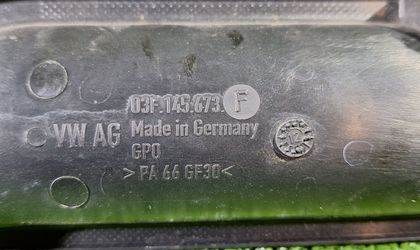 03F.145.673. F
VW AG Made in Germany
GPO
>PA 66 GF30<